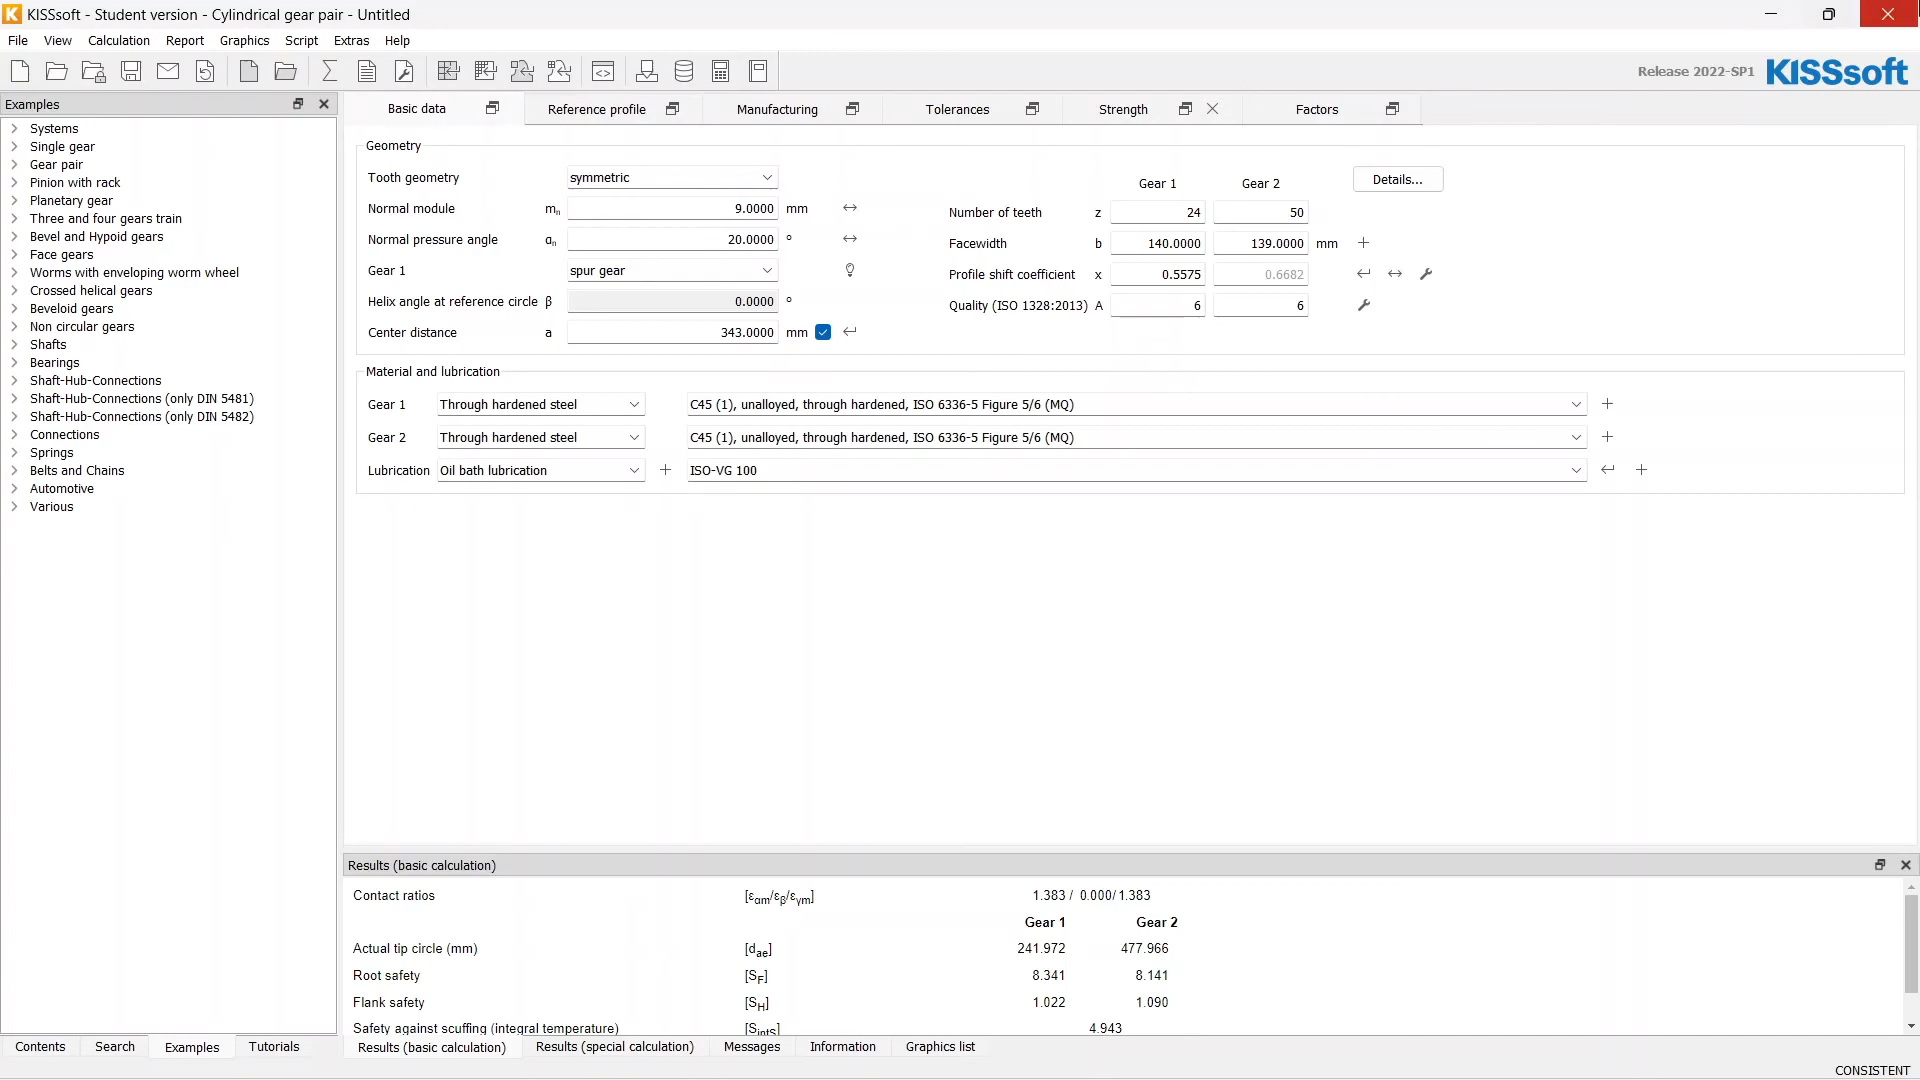 KISSsoft - Student version - Cylindrical gear pair - Untitled
File View Calculation Report Graphics Script Extras Help
Release 2022-SP1 KISSsoft
Examples
Systems
Single gear
Gear pair
Pinion with rack
Planetary gear
Three and four gears train
Bevel and Hypoid gears
Face gears
Worms with enveloping worm wheel
Crossed helical gears
Beveloid gears
Non circular gears
Shafts
Bearings
Shaft-Hub-Connections
Shaft-Hub-Connections (only DIN 5481)
Shaft-Hub-Connections (only DIN 5482)
Connections
Springs
Belts and Chains
Automotive
Various
Contents Search Examples Tutorials
Basic data Reference profile Manufacturing Tolerances Strength Factors
Geometry
Tooth geometry symmetric
Normal module mn 9.0000 mm
Normal pressure angle αn 20.0000 °
Gear 1 spur gear
Helix angle at reference circle β 0.0000 °
Center distance a 343.0000 mm
Gear 1 Gear 2 Details...
Number of teeth z 24 50
Facewidth b 140.0000 139.0000 mm
Profile shift coefficient x 0.5575 0.6682
Quality (ISO 1328:2013) A 6 6
Material and lubrication
Gear 1 Through hardened steel C45 (1), unalloyed, through hardened, ISO 6336-5 Figure 5/6 (MQ)
Gear 2 Through hardened steel C45 (1), unalloyed, through hardened, ISO 6336-5 Figure 5/6 (MQ)
Lubrication Oil bath lubrication ISO-VG 100
Results (basic calculation)
Contact ratios [εαm/εβ/εγm] 1.383 / 0.000/ 1.383
Gear 1 Gear 2
Actual tip circle (mm) [dae] 241.972 477.966
Root safety [SF] 8.341 8.141
Flank safety [SH] 1.022 1.090
Safety against scuffing (integral temperature) [SintS] 4.943
Results (basic calculation) Results (special calculation) Messages Information Graphics list
CONSISTENT